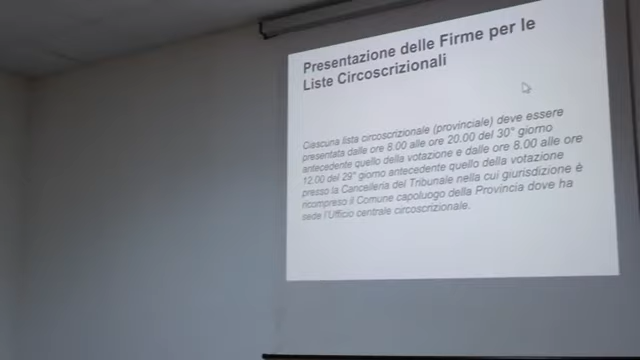 Presentazione delle Firme per le
Liste Circoscrizionali
Ciascuna lista circoscrizionale (provinciale) deve essere
presentata dalle ore 8.00 alle ore 20.00 del 30° giorno
antecedente quello della votazione e dalle ore 8.00 alle ore
12.00 del 29° giorno antecedente quello della votazione
presso la Cancelleria del Tribunale nella cui giurisdizione è
ricompreso il Comune capoluogo della Provincia dove ha
sede l'Ufficio centrale circoscrizionale.